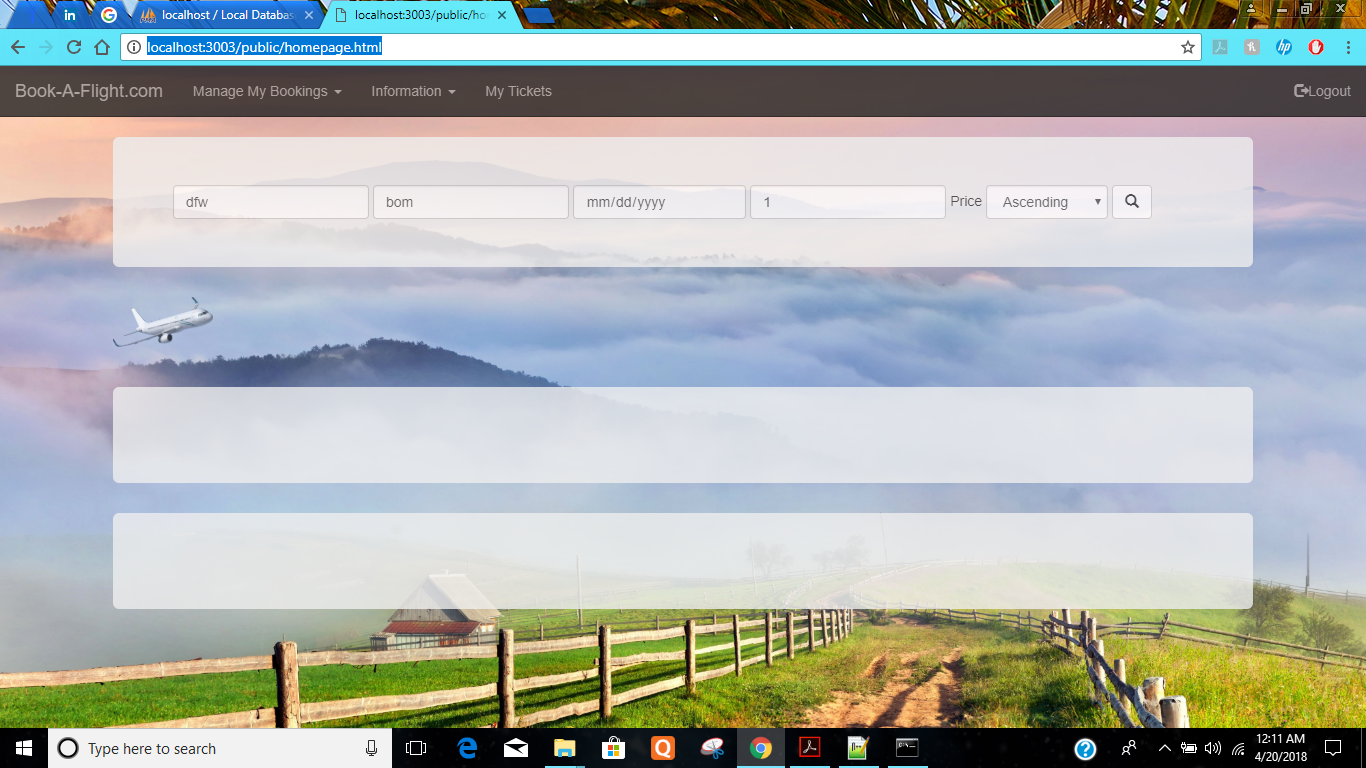 in
G
localhost / Local Databas
localhost:3003/public/ho
localhost:3003/public/homepage.html
hp
Book-A-Flight.com
Manage My Bookings
Information
My Tickets
Logout
dfw
bom
mm/dd/yyyy
1
Price
Ascending
Type here to search
12:11 AM
4/20/2018